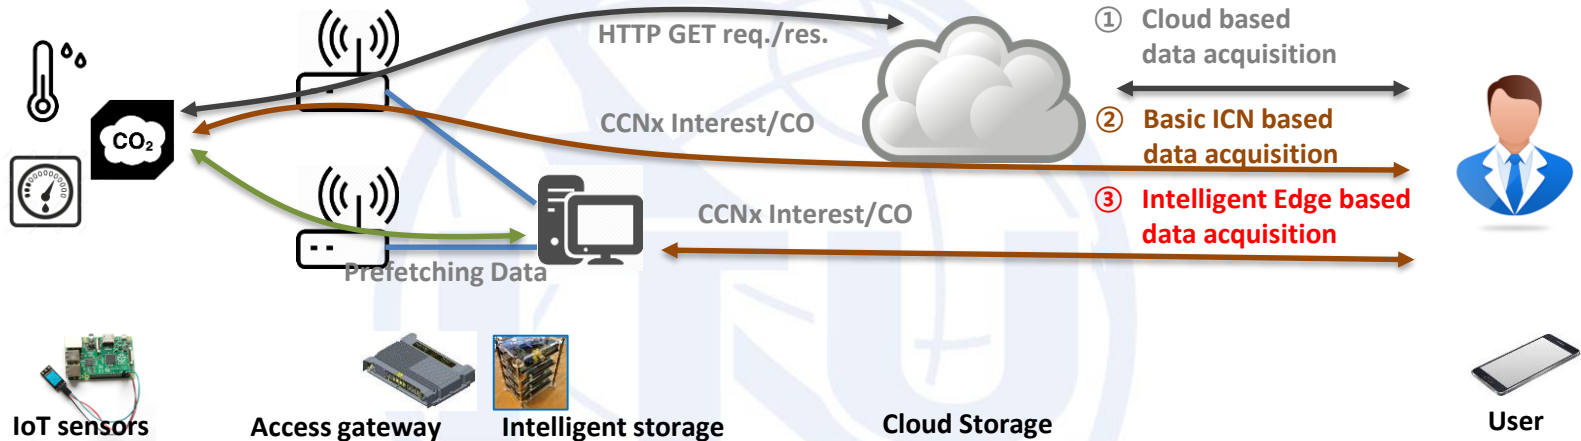 HTTP GET req./res.
① Cloud based
data acquisition
CO₂
CCNx Interest/CO
② Basic ICN based
data acquisition
CCNx Interest/CO
③ Intelligent Edge based
data acquisition
Prefetching Data
ITU
IoT sensors
Access gateway
Intelligent storage
Cloud Storage
User